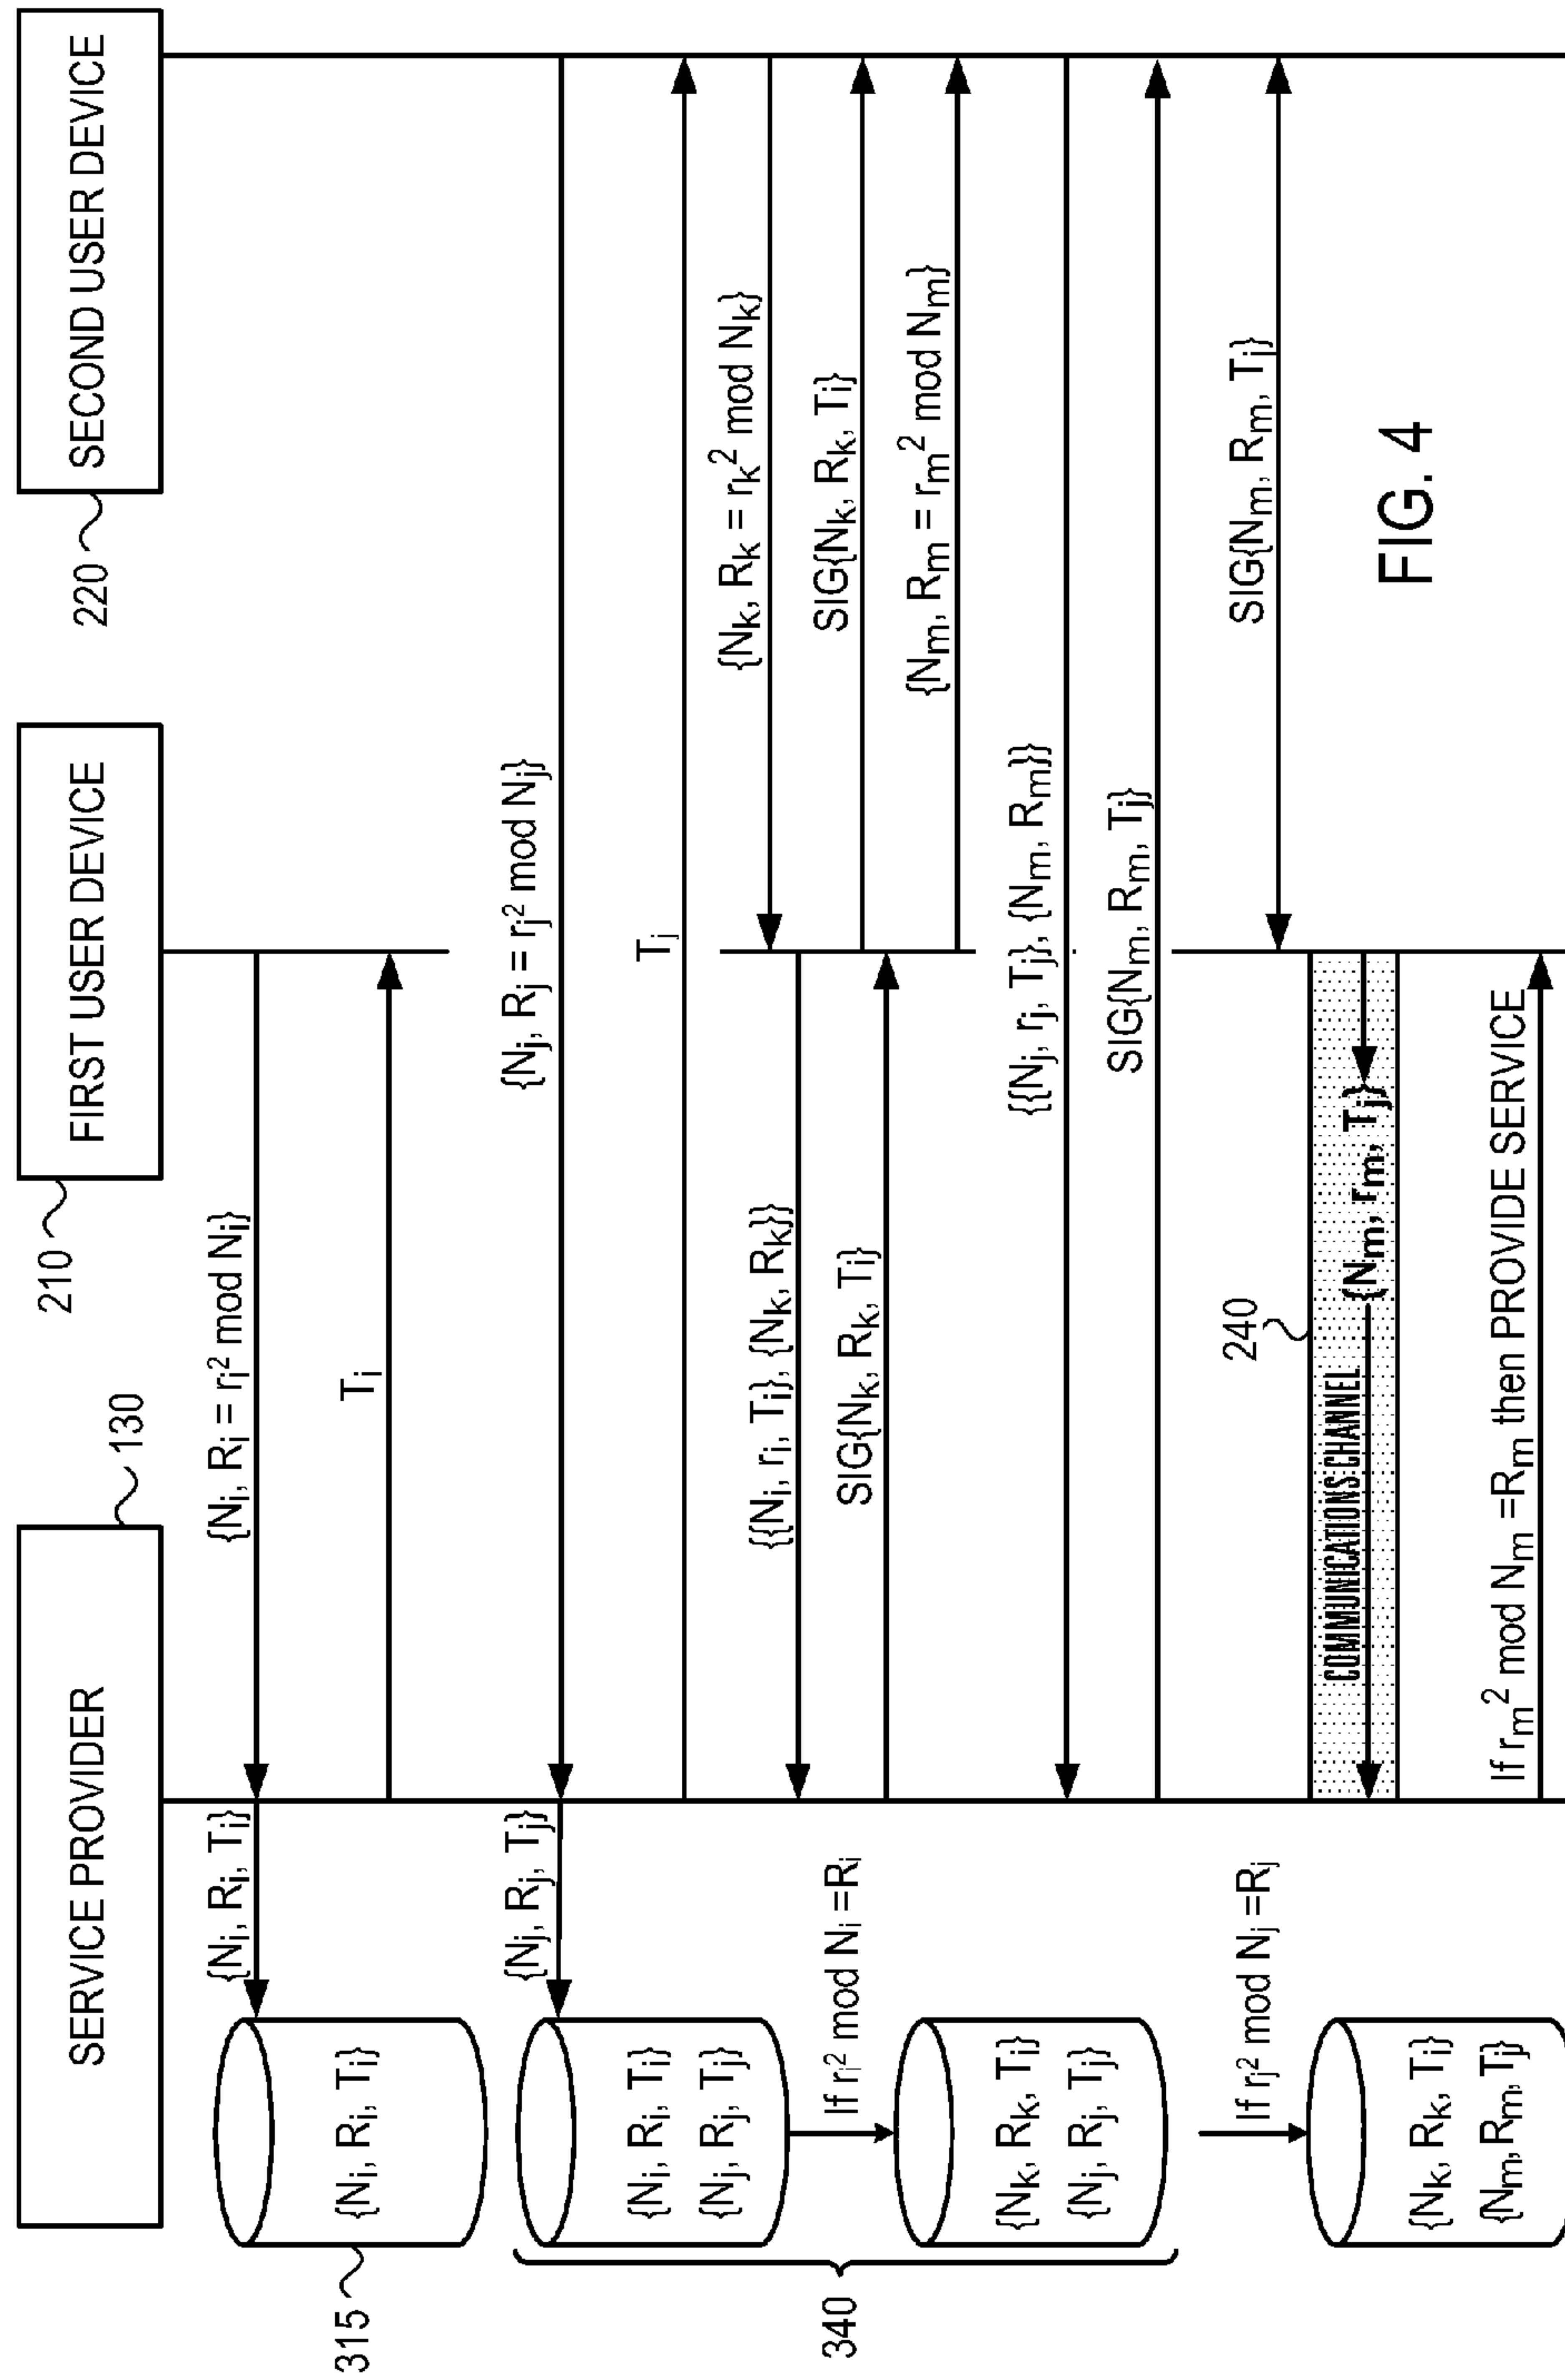 SERVICE PROVIDER
130
FIRST USER DEVICE
210
SECOND USER DEVICE
220
{Nᵢ, Rᵢ, Tᵢ}
{Nᵢ, Rᵢ = rᵢ² mod Nᵢ}
315
{Nᵢ, Rᵢ, Tᵢ}
Tᵢ
{Nⱼ, Rⱼ, Tⱼ}
{Nⱼ, Rⱼ = rⱼ² mod Nⱼ}
340
{Nᵢ, Rᵢ, Tᵢ}
{Nⱼ, Rⱼ, Tⱼ}
Tⱼ
{Nₖ, Rₖ = rₖ² mod Nₖ}
{{Nᵢ, rᵢ, Tᵢ}, {Nₖ, Rₖ}}
If rᵢ² mod Nᵢ =Rᵢ
SIG{Nₖ, Rₖ, Tᵢ}
SIG{Nₖ, Rₖ, Tᵢ}
{Nₘ, Rₘ = rₘ² mod Nₘ}
{Nₖ, Rₖ, Tᵢ}
{Nⱼ, Rⱼ, Tⱼ}
{{Nⱼ, rⱼ, Tⱼ}, {Nₘ, Rₘ}}
SIG{Nₘ, Rₘ, Tⱼ}
If rⱼ² mod Nⱼ =Rⱼ
240
SIG{Nₘ, Rₘ, Tⱼ}
COMMUNICATIONS CHANNEL
{Nₘ, rₘ, Tⱼ}
{Nₖ, Rₖ, Tᵢ}
{Nₘ, Rₘ, Tⱼ}
If rₘ² mod Nₘ =Rₘ then PROVIDE SERVICE
FIG. 4